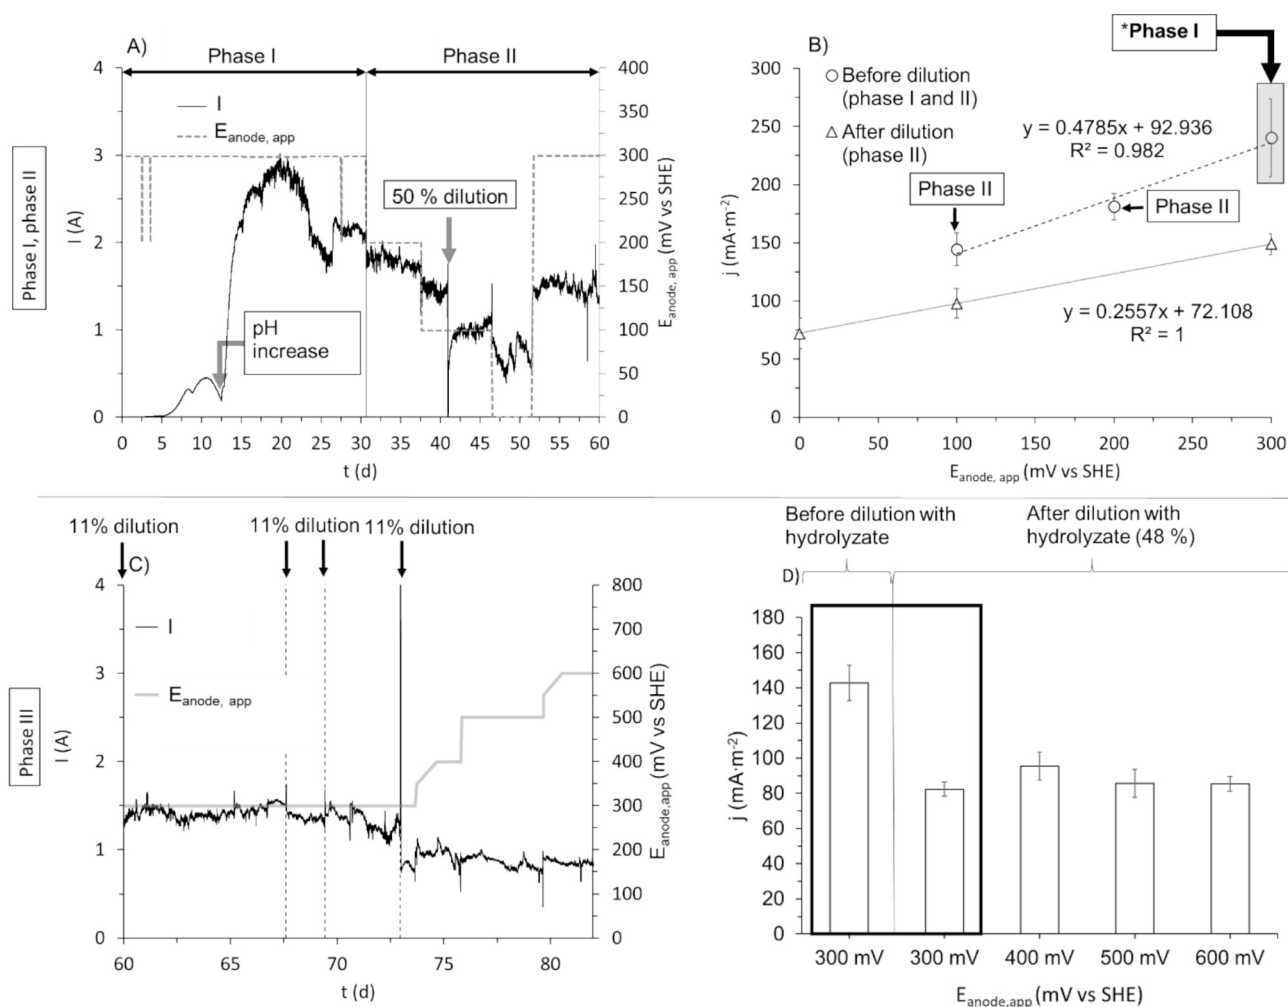 A)
Phase I
Phase II
4
3
2
1
0
I (A)
I
E anode, app
50 % dilution
pH
increase
400
350
300
250
200
150
100
50
0
E anode, app (mV vs SHE)
0 5 10 15 20 25 30 35 40 45 50 55 60
t (d)
Phase I, phase II
B)
*Phase I
Before dilution
(phase I and II)
After dilution
(phase II)
y = 0.4785x + 92.936
R² = 0.982
Phase II
Phase II
y = 0.2557x + 72.108
R² = 1
300
250
200
150
100
50
0
j (mA·m-2)
0 50 100 150 200 250 300
E anode, app (mV vs SHE)
11% dilution
11% dilution
11% dilution
C)
4
3
2
1
0
I (A)
I
E anode, app
800
700
600
500
400
300
200
100
0
E anode,app (mV vs SHE)
60 65 70 75 80
t (d)
Phase III
Before dilution with
hydrolyzate
After dilution with
hydrolyzate (48 %)
D)
180
160
140
120
100
80
60
40
20
0
j (mA·m-2)
300 mV 300 mV 400 mV 500 mV 600 mV
E anode,app (mV vs SHE)